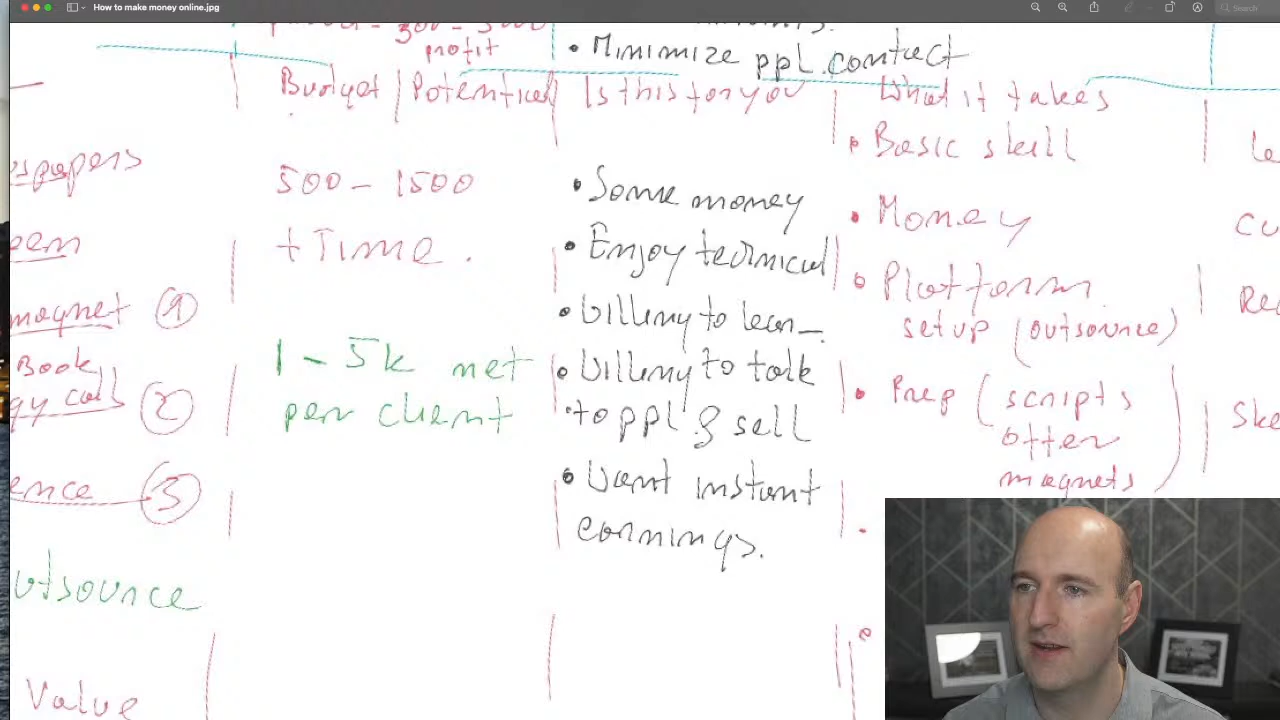 How to make money online.jpg
Search
profit
• Minimize ppl contact
Budget
Potential
Is this for you
What it takes
• Basic skill
500 - 1500
+ Time.
• Some money
• Enjoy technical
• Willing to learn
• Willing to talk
to ppl & sell
• Want instant
earnings.
• Money
• Platform
set up (outsource)
• Prep (scripts
offer
magnets
magnet 1
Book
2
3
1 - 5k net
per client
Value